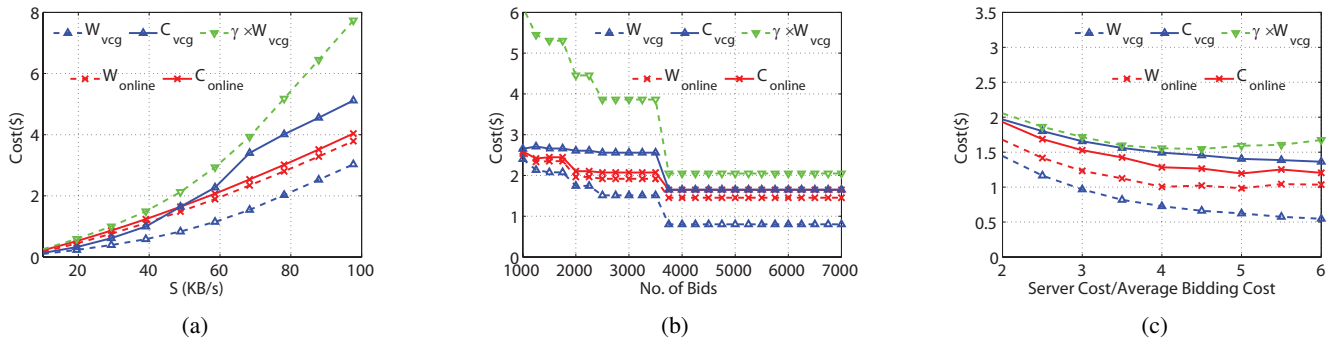 8
6
4
2
0
Cost($)
W vcg
C vcg
γ ×W vcg
W online
C online
20
40
60
80
100
S (KB/s)
(a)
6
5
4
3
2
1
0
Cost($)
W vcg
C vcg
γ ×W vcg
W online
C online
1000
2000
3000
4000
5000
6000
7000
No. of Bids
(b)
3.5
3
2.5
2
1.5
1
0.5
0
Cost($)
W vcg
C vcg
γ ×W vcg
W online
C online
2
3
4
5
6
Server Cost/Average Bidding Cost
(c)